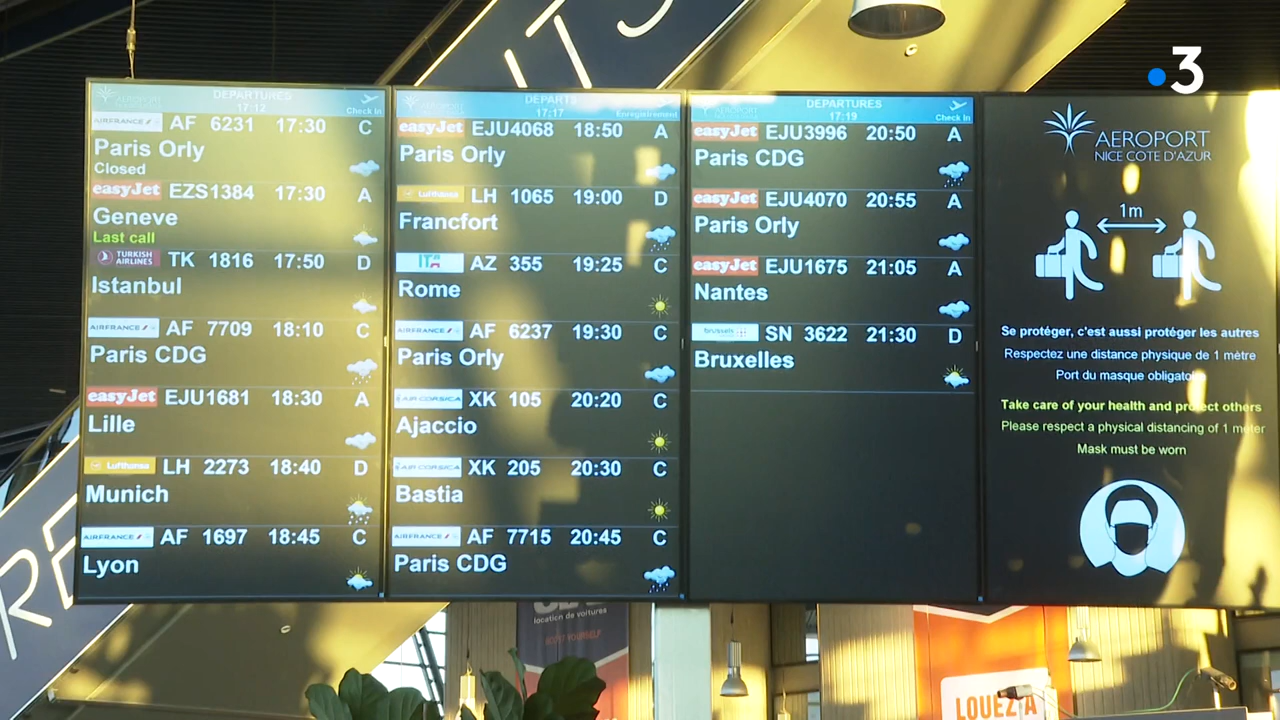 3
DEPARTURES
17:12
Check In
AIRFRANCE AF 6231 17:30 C
Paris Orly
Closed
easyJet EZS1384 17:30 A
Geneve
Last call
TURKISH AIRLINES TK 1816 17:50 D
Istanbul
AIRFRANCE AF 7709 18:10 C
Paris CDG
easyJet EJU1681 18:30 A
Lille
Lufthansa LH 2273 18:40 D
Munich
AIRFRANCE AF 1697 18:45 C
Lyon
DEPARTS
17:17
Enregistrement
easyJet EJU4068 18:50 A
Paris Orly
Lufthansa LH 1065 19:00 D
Francfort
ITA AZ 355 19:25 C
Rome
AIRFRANCE AF 6237 19:30 C
Paris Orly
AIR CORSICA XK 105 20:20 C
Ajaccio
AIR CORSICA XK 205 20:30 C
Bastia
AIRFRANCE AF 7715 20:45 C
Paris CDG
DEPARTURES
17:19
Check In
easyJet EJU3996 20:50 A
Paris CDG
easyJet EJU4070 20:55 A
Paris Orly
easyJet EJU1675 21:05 A
Nantes
brussels SN 3622 21:30 D
Bruxelles
AEROPORT
NICE COTE D'AZUR
1m
Se protéger, c'est aussi protéger les autres
Respectez une distance physique de 1 mètre
Port du masque obligatoire
Take care of your health and protect others
Please respect a physical distancing of 1 meter
Mask must be worn
location de voitures
LOUEZ A